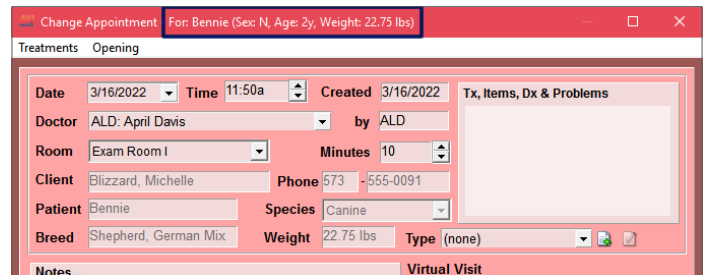 Change Appointment For: Bennie (Sex: N, Age: 2y, Weight: 22.75 lbs)
Treatments Opening
Date 3/16/2022 Time 11:50a Created 3/16/2022 Tx, Items, Dx & Problems
Doctor ALD: April Davis by ALD
Room Exam Room I Minutes 10
Client Blizzard, Michelle Phone 573 - 555-0091
Patient Bennie Species Canine
Breed Shepherd, German Mix Weight 22.75 lbs Type (none)
Notes Virtual Visit